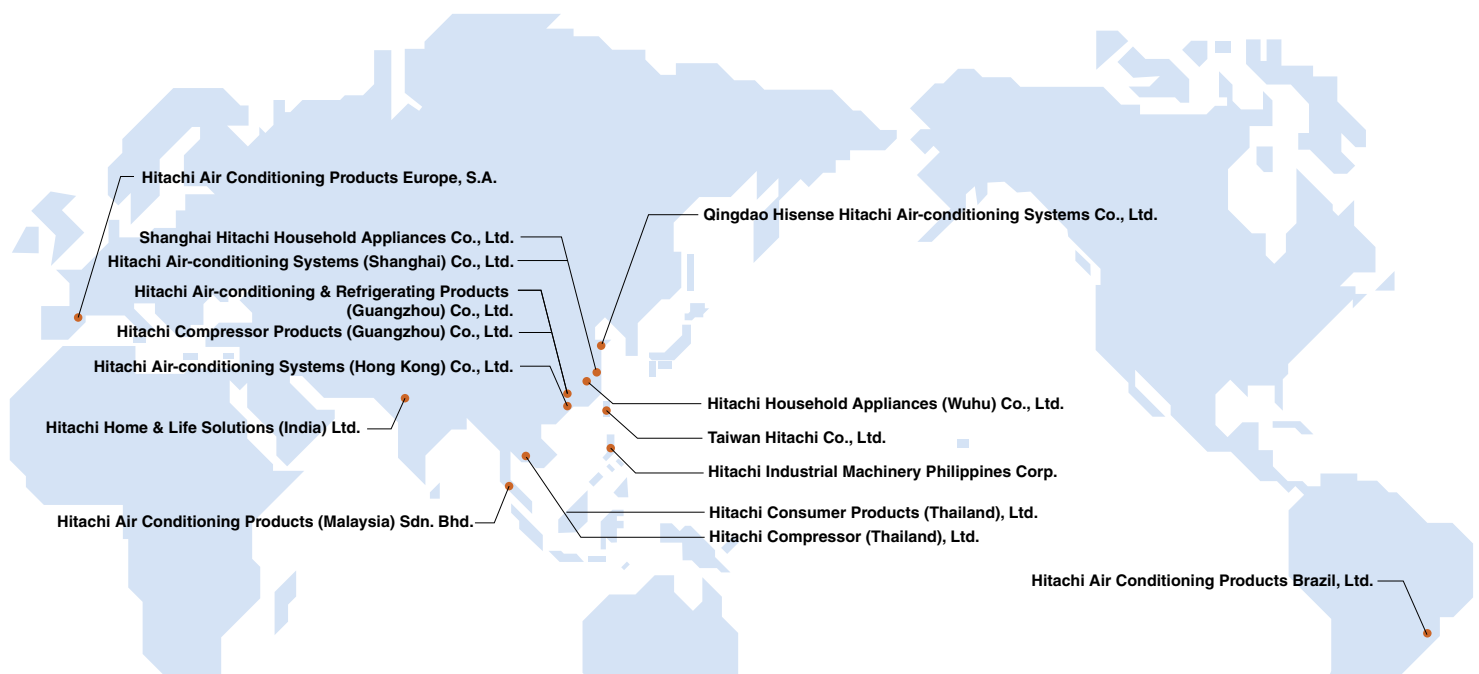 Hitachi Air Conditioning Products Europe, S.A.
Qingdao Hisense Hitachi Air-conditioning Systems Co., Ltd.
Shanghai Hitachi Household Appliances Co., Ltd.
Hitachi Air-conditioning Systems (Shanghai) Co., Ltd.
Hitachi Air-conditioning & Refrigerating Products
(Guangzhou) Co., Ltd.
Hitachi Compressor Products (Guangzhou) Co., Ltd.
Hitachi Air-conditioning Systems (Hong Kong) Co., Ltd.
Hitachi Household Appliances (Wuhu) Co., Ltd.
Hitachi Home & Life Solutions (India) Ltd.
Taiwan Hitachi Co., Ltd.
Hitachi Industrial Machinery Philippines Corp.
Hitachi Consumer Products (Thailand), Ltd.
Hitachi Air Conditioning Products (Malaysia) Sdn. Bhd.
Hitachi Compressor (Thailand), Ltd.
Hitachi Air Conditioning Products Brazil, Ltd.